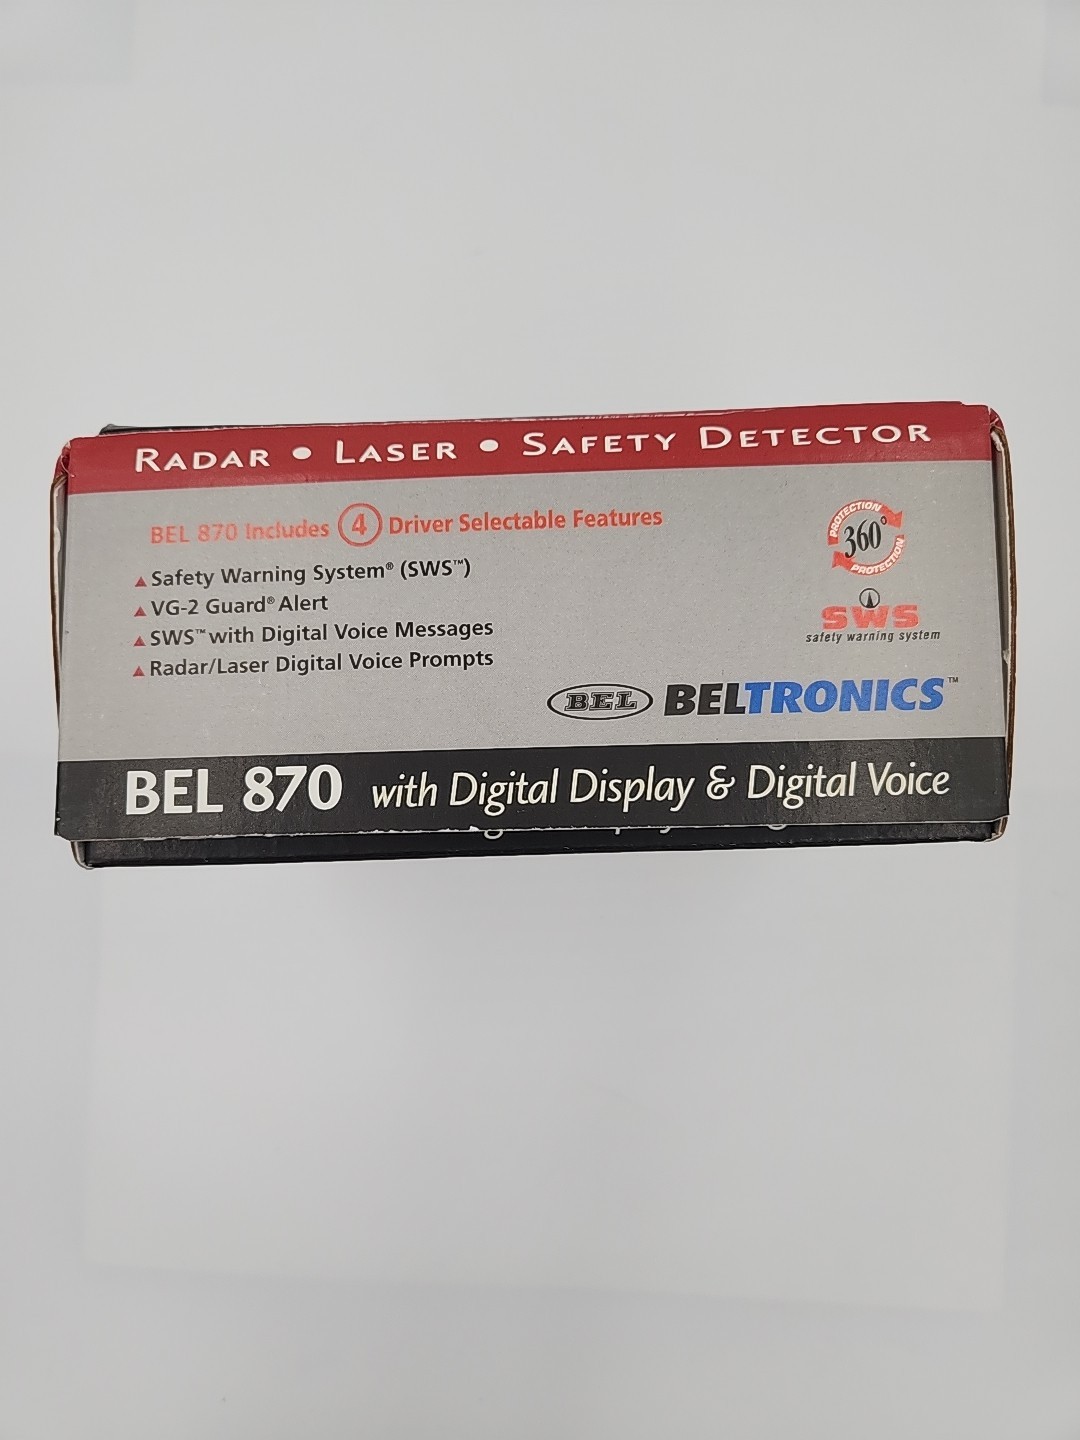 RADAR • LASER • SAFETY DETECTOR
BEL 870 Includes 4 Driver Selectable Features
▲ Safety Warning System® (SWS™)
▲ VG-2 Guard® Alert
▲ SWS™ with Digital Voice Messages
▲ Radar/Laser Digital Voice Prompts
PROTECTION
360°
PROTECTION
SWS
safety warning system
BEL BELTRONICS™
BEL 870 with Digital Display & Digital Voice